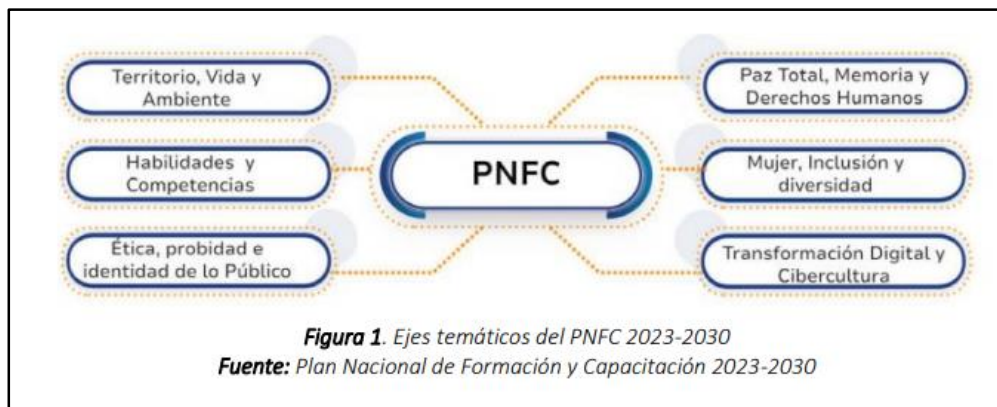 Territorio, Vida y
Ambiente
Habilidades y
Competencias
Ética, probidad e
identidad de lo Público
PNFC
Paz Total, Memoria y
Derechos Humanos
Mujer, Inclusión y
diversidad
Transformación Digital y
Cibercultura
Figura 1. Ejes temáticos del PNFC 2023-2030
Fuente: Plan Nacional de Formación y Capacitación 2023-2030